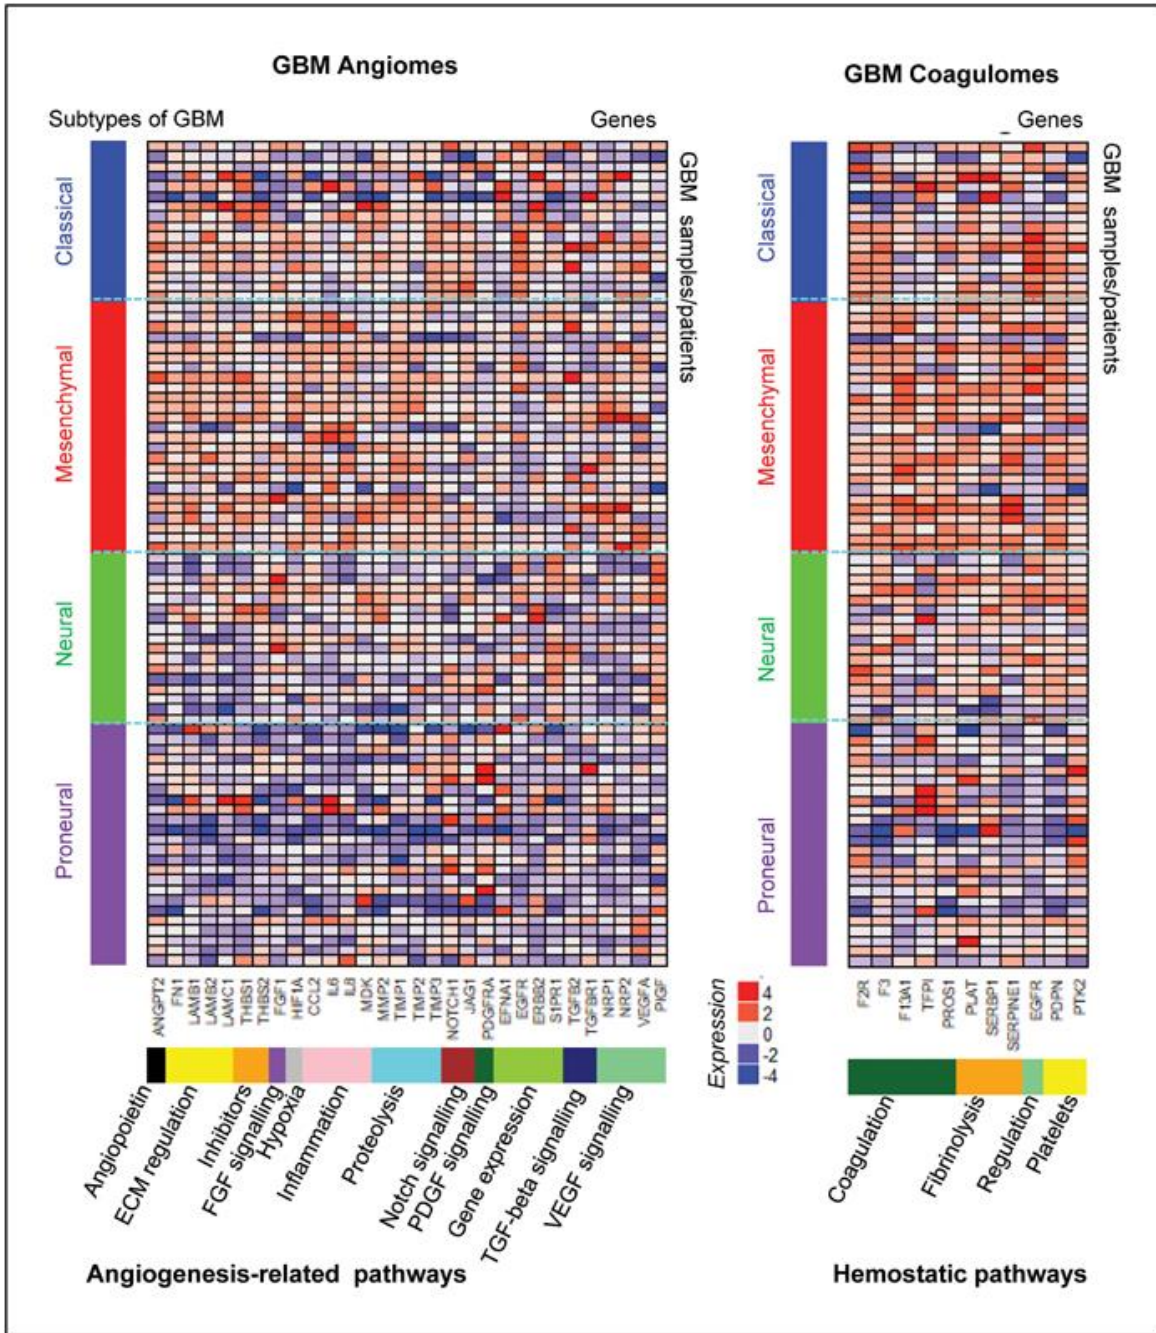 GBM Angiomes
GBM Coagulomes
Subtypes of GBM
Genes
Genes
Classical
Mesenchymal
Neural
Proneural
GBM samples/patients
Classical
Mesenchymal
Neural
Proneural
GBM samples/patients
ANGPT2
FN1
LAMB1
LAMB2
LAMC1
THBS1
THBS2
FGF1
HIF1A
CCL2
IL6
IL8
MDK
MMP2
TIMP1
TIMP2
TIMP3
NOTCH1
JAG1
PDGFRA
EFNA1
EGFR
ERBB2
S1PR1
TGFB2
TGFBR1
NRP1
NRP2
VEGFA
PIGF
Expression
4
2
0
-2
-4
F2R
F3
F13A1
TFPI
PROS1
PLAT
SERBP1
SERPNE1
EGFR
PDPN
PTK2
Angiopoietin
ECM regulation
Inhibitors
FGF signalling
Hypoxia
Inflammation
Proteolysis
Notch signalling
PDGF signalling
Gene expression
TGF-beta signalling
VEGF signalling
Coagulation
Fibrinolysis
Regulation
Platelets
Angiogenesis-related pathways
Hemostatic pathways